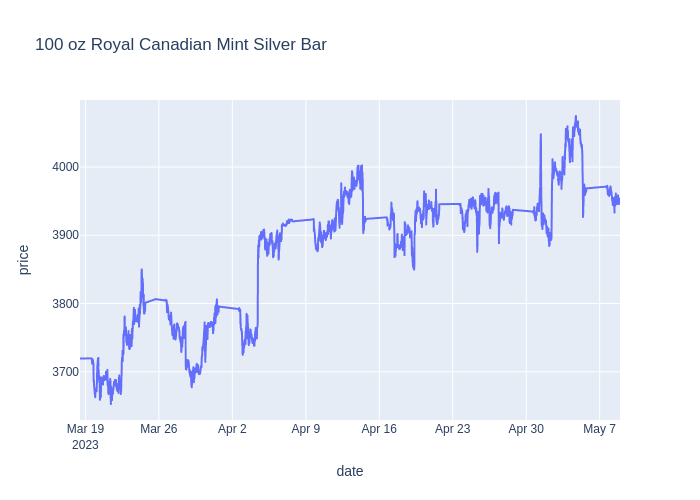 100 oz Royal Canadian Mint Silver Bar
4000
3900
3800
3700
price
Mar 19 Mar 26 Apr 2 Apr 9 Apr 16 Apr 23 Apr 30 May 7
2023
date